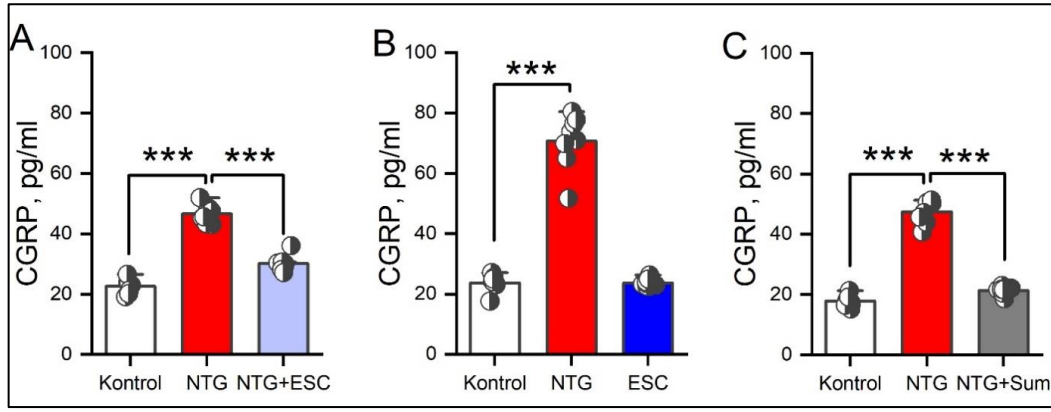 A
CGRP, pg/ml
100
80
60
40
20
0
*** ***
Kontrol NTG NTG+ESC
B
CGRP, pg/ml
100
80
60
40
20
0
***
Kontrol NTG ESC
C
CGRP, pg/ml
100
80
60
40
20
0
*** ***
Kontrol NTG NTG+Sum